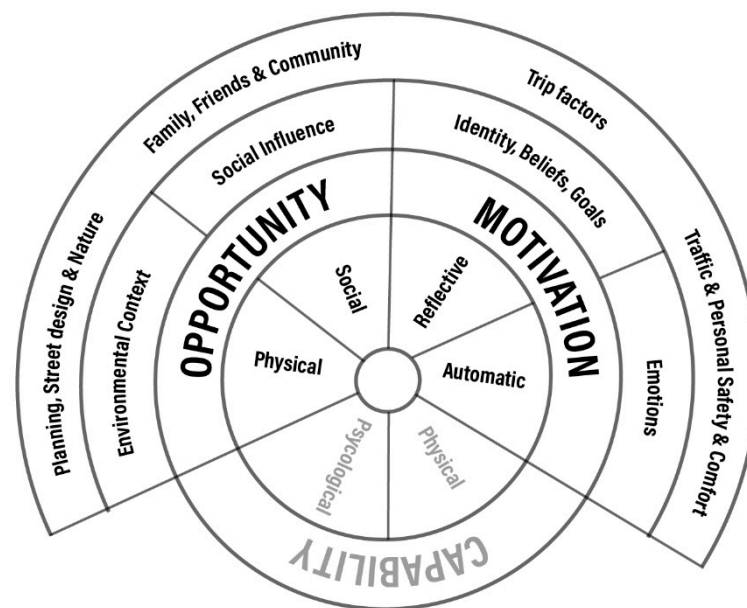 Family, Friends & Community
Trip factors
Planning, Street design & Nature
Traffic & Personal Safety & Comfort
Social Influence
Identity, Beliefs, Goals
Environmental Context
Emotions
OPPORTUNITY
MOTIVATION
Social
Reflective
Physical
Automatic
Psycological
Physical
CAPABILITY